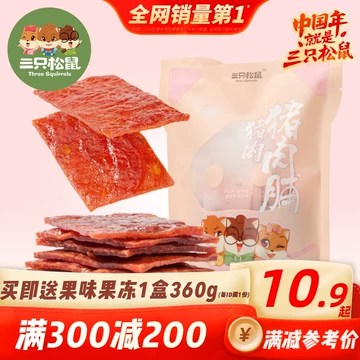 全网销量第1
中国年
就是
三只松鼠
三只松鼠
Three Squirrels
三只松鼠
猪肉脯
猪肉脯
买即送果味果冻1盒360g(每ID限1份)
10.9起
满300减200
¥
满减参考价